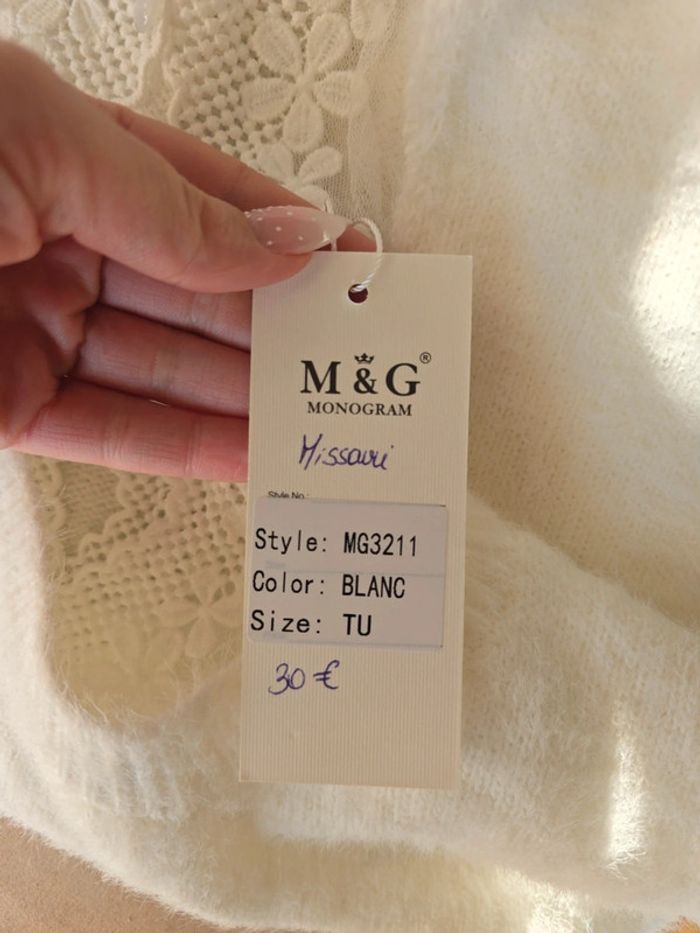 M & G®
MONOGRAM
Missouri
Style No:
Style: MG3211
Color: BLANC
Size: TU
30 €